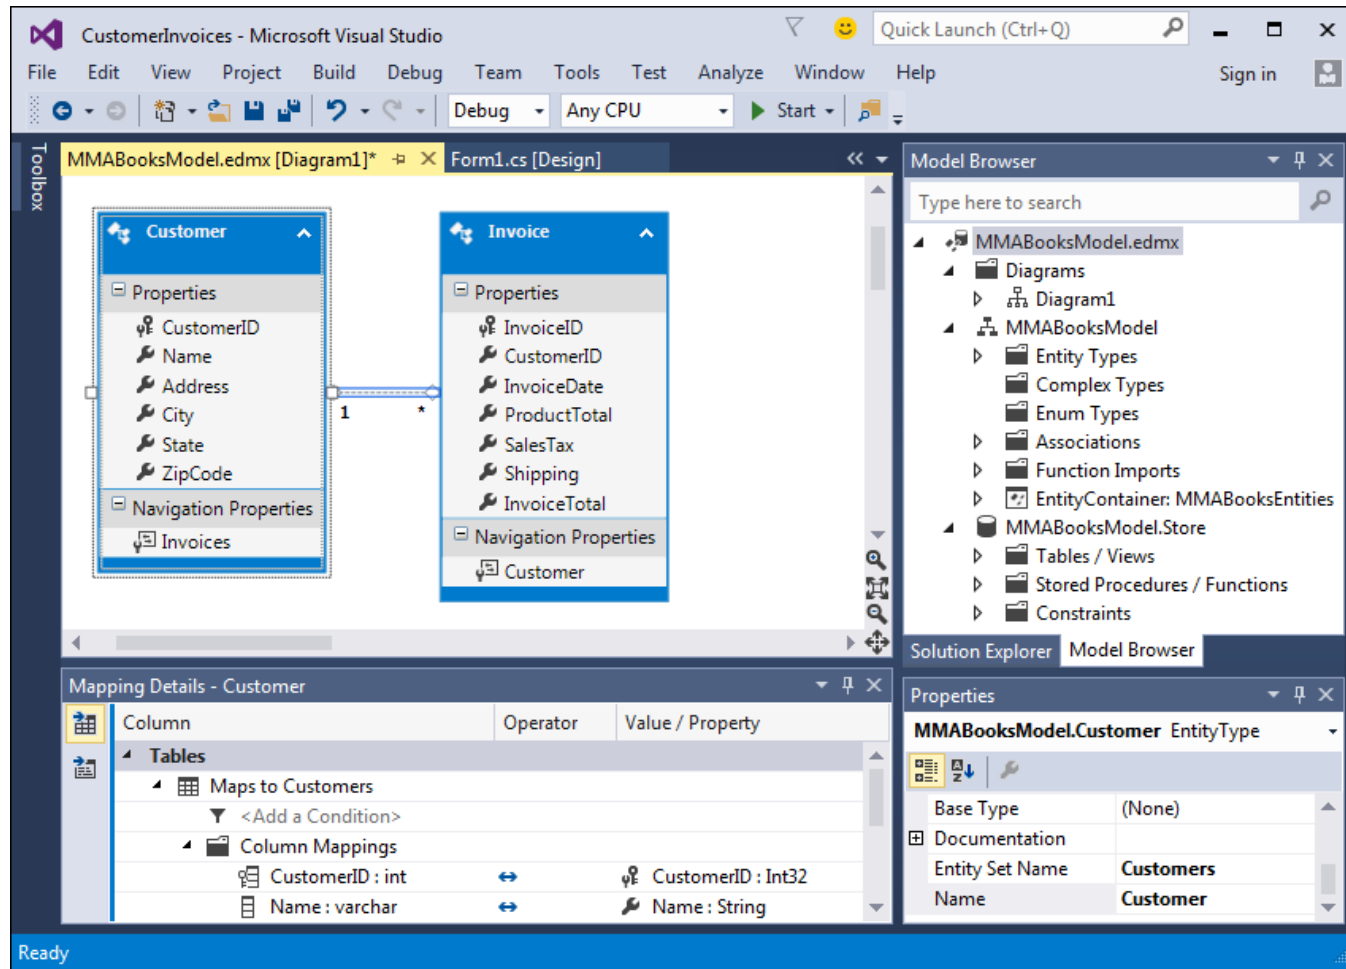 CustomerInvoices - Microsoft Visual Studio
Quick Launch (Ctrl+Q)
File Edit View Project Build Debug Team Tools Test Analyze Window Help Sign in
Debug Any CPU Start
Toolbox
MMABooksModel.edmx [Diagram1]* Form1.cs [Design]
Customer
Properties
CustomerID
Name
Address
City
State
ZipCode
Navigation Properties
Invoices
1 *
Invoice
Properties
InvoiceID
CustomerID
InvoiceDate
ProductTotal
SalesTax
Shipping
InvoiceTotal
Navigation Properties
Customer
Model Browser
Type here to search
MMABooksModel.edmx
Diagrams
Diagram1
MMABooksModel
Entity Types
Complex Types
Enum Types
Associations
Function Imports
EntityContainer: MMABooksEntities
MMABooksModel.Store
Tables / Views
Stored Procedures / Functions
Constraints
Solution Explorer Model Browser
Mapping Details - Customer
Column Operator Value / Property
Tables
Maps to Customers
<Add a Condition>
Column Mappings
CustomerID : int CustomerID : Int32
Name : varchar Name : String
Properties
MMABooksModel.Customer EntityType
Base Type (None)
Documentation
Entity Set Name Customers
Name Customer
Ready